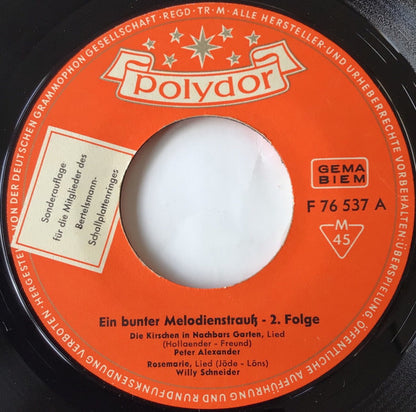 HERGESTELLT VON DER DEUTSCHEN GRAMMOPHON GESELLSCHAFT · REGD · TR · M · ALLE HERSTELLER- UND URHEBERRECHTE VORBEHALTEN · ÜBERSPIELUNG, ÖFFENTLICHE AUFFÜHRUNG UND RUNDFUNKSENDUNG VERBOTEN ·
polydor
Sonderauflage
für die Mitglieder des
Bertelsmann-
Schallplattenringes
GEMA
BIEM
F 76 537 A
M
45
Ein bunter Melodienstrauß - 2. Folge
Die Kirschen in Nachbars Garten, Lied
(Hollaender - Freund)
Peter Alexander
Rosemarie, Lied (Jöde - Löns)
Willy Schneider